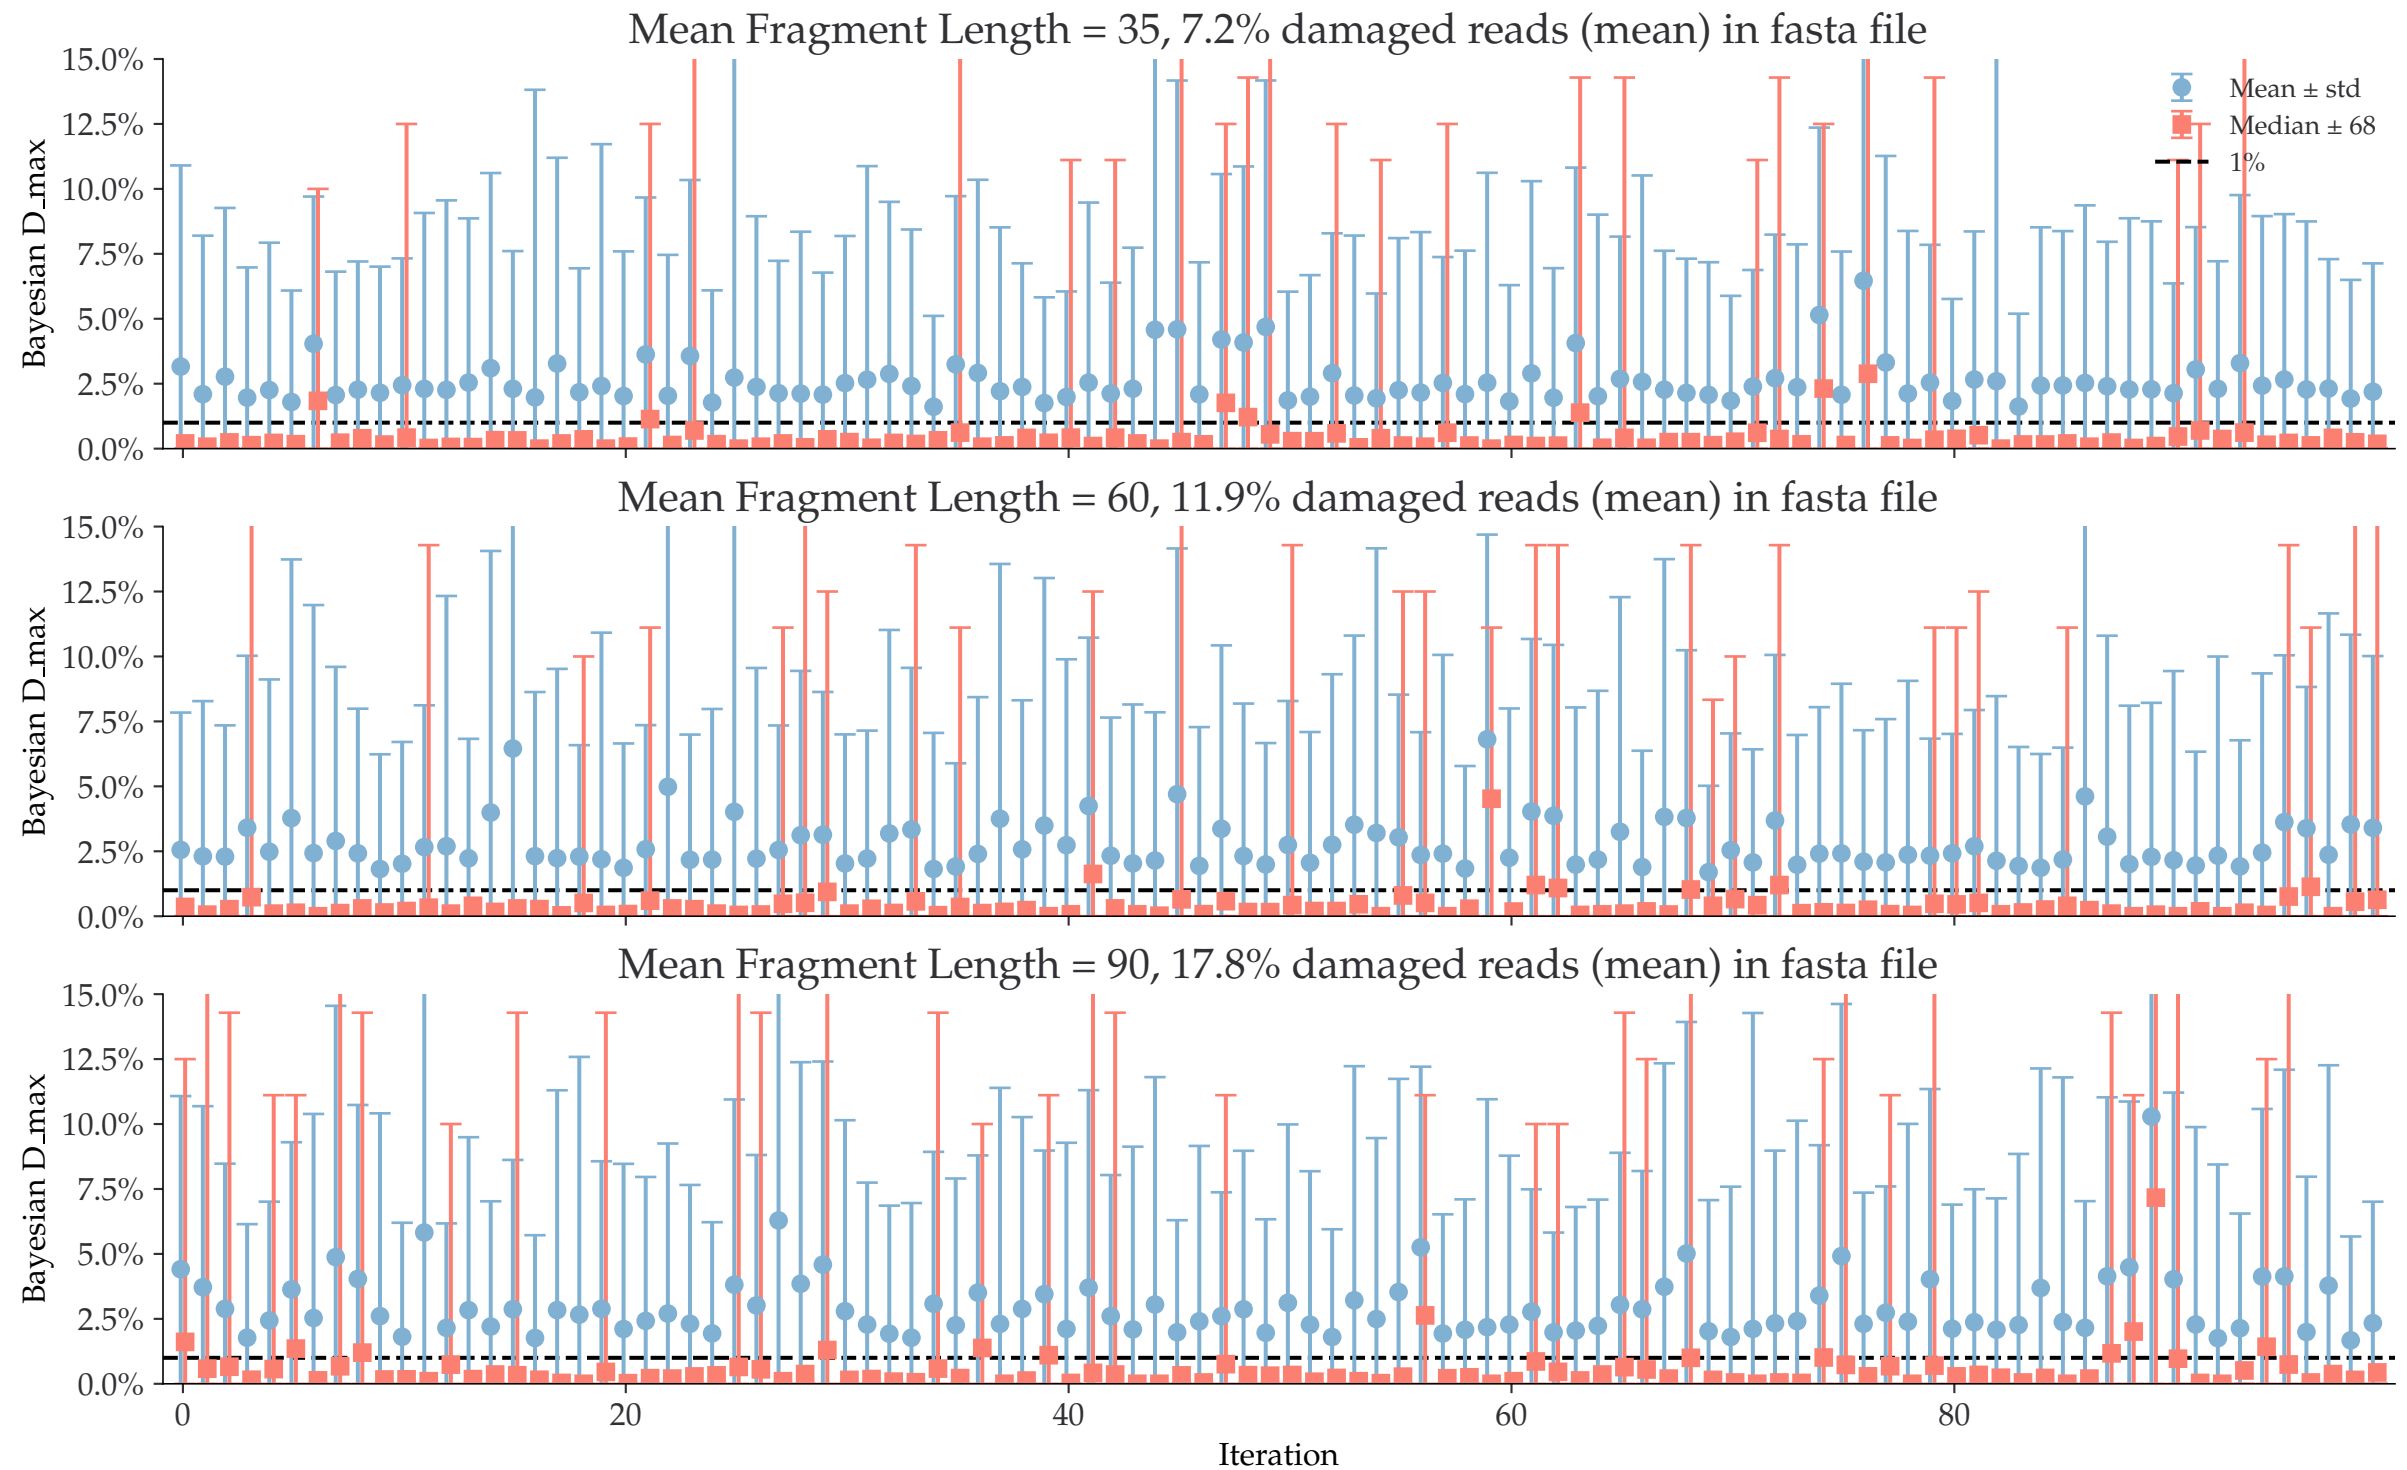 Mean Fragment Length = 35, 7.2% damaged reads (mean) in fasta file
15.0%
12.5%
10.0%
7.5%
5.0%
2.5%
0.0%
Bayesian D_max
Mean ± std
Median ± 68
1%
Mean Fragment Length = 60, 11.9% damaged reads (mean) in fasta file
15.0%
12.5%
10.0%
7.5%
5.0%
2.5%
0.0%
Bayesian D_max
Mean Fragment Length = 90, 17.8% damaged reads (mean) in fasta file
15.0%
12.5%
10.0%
7.5%
5.0%
2.5%
0.0%
Bayesian D_max
0 20 40 60 80
Iteration